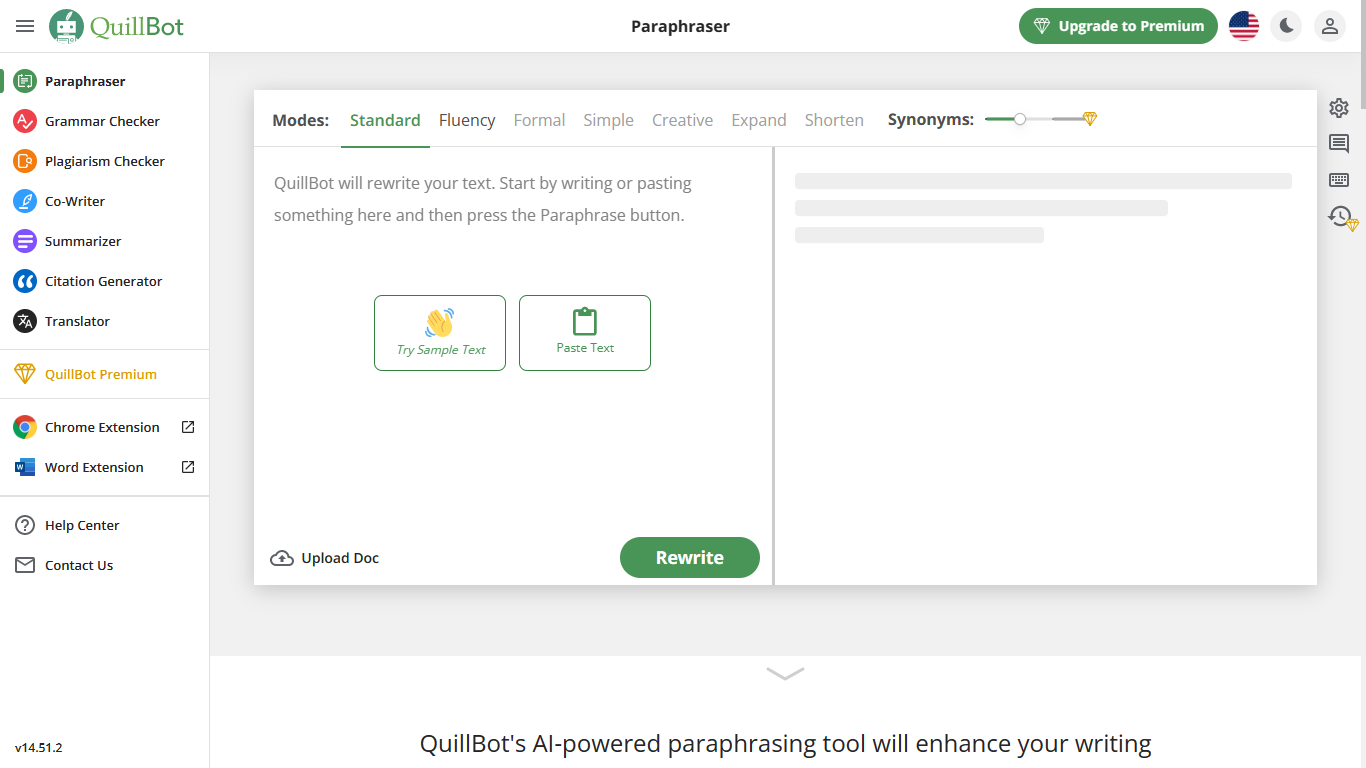 QuillBot
Paraphraser
Upgrade to Premium
Paraphraser
Grammar Checker
Plagiarism Checker
Co-Writer
Summarizer
Citation Generator
Translator
QuillBot Premium
Chrome Extension
Word Extension
Help Center
Contact Us
v14.51.2
Modes: Standard Fluency Formal Simple Creative Expand Shorten Synonyms:
QuillBot will rewrite your text. Start by writing or pasting
something here and then press the Paraphrase button.
Try Sample Text
Paste Text
Upload Doc
Rewrite
QuillBot's AI-powered paraphrasing tool will enhance your writing